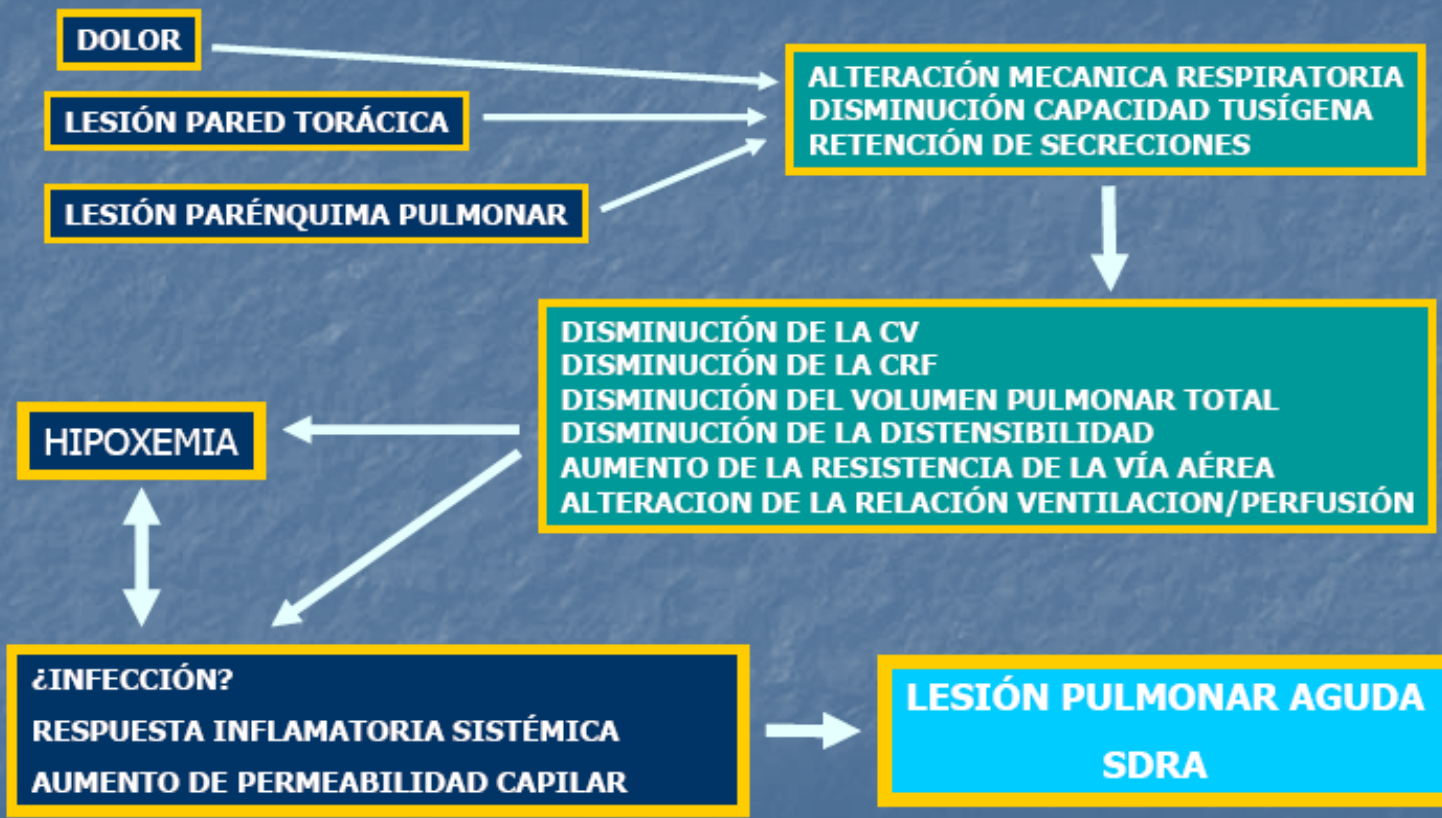 DOLOR
LESIÓN PARED TORÁCICA
LESIÓN PARÉNQUIMA PULMONAR
ALTERACIÓN MECANICA RESPIRATORIA
DISMINUCIÓN CAPACIDAD TUSÍGENA
RETENCIÓN DE SECRECIONES
DISMINUCIÓN DE LA CV
DISMINUCIÓN DE LA CRF
DISMINUCIÓN DEL VOLUMEN PULMONAR TOTAL
DISMINUCIÓN DE LA DISTENSIBILIDAD
AUMENTO DE LA RESISTENCIA DE LA VÍA AÉREA
ALTERACION DE LA RELACIÓN VENTILACION/PERFUSIÓN
HIPOXEMIA
¿INFECCIÓN?
RESPUESTA INFLAMATORIA SISTÉMICA
AUMENTO DE PERMEABILIDAD CAPILAR
LESIÓN PULMONAR AGUDA
SDRA